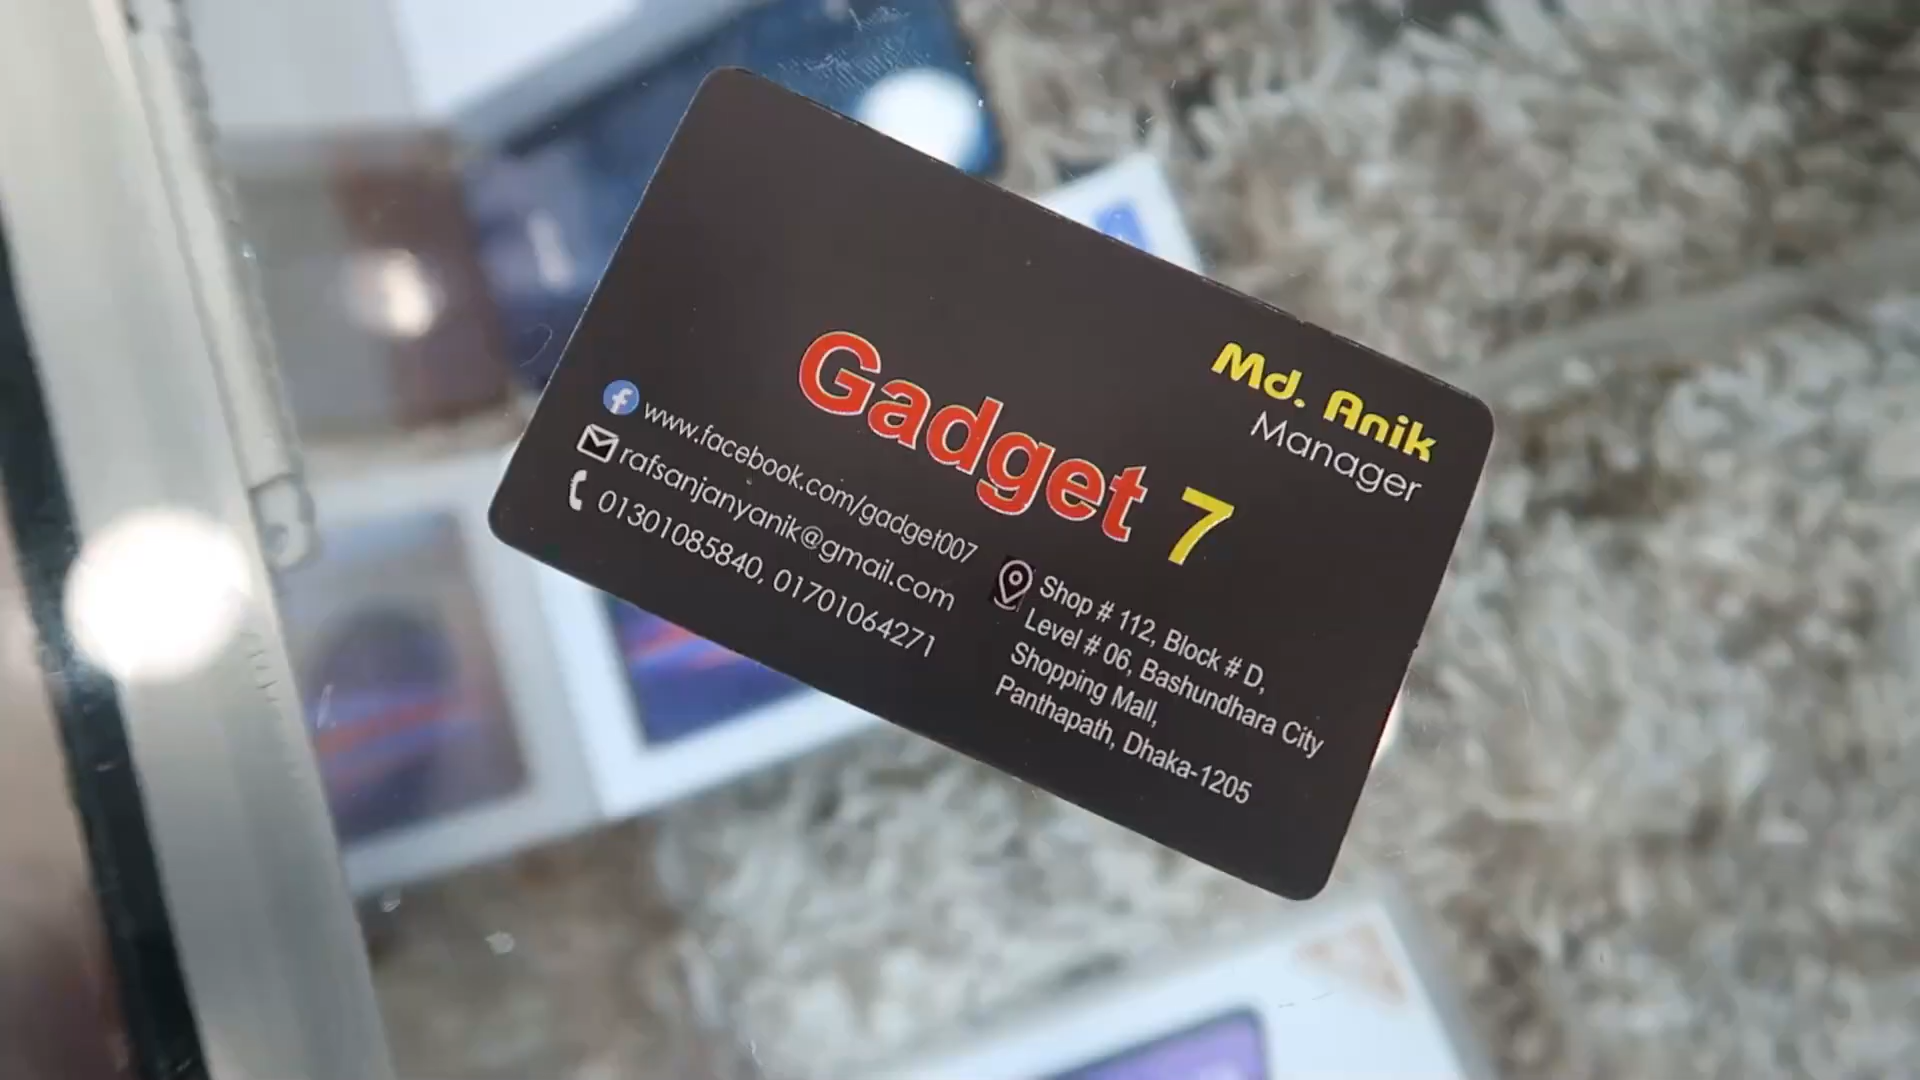 Md. Anik
Manager
Gadget 7
www.facebook.com/gadget007
rafsanjanyanik@gmail.com
01301085840, 01701064271
Shop # 112, Block # D,
Level # 06, Bashundhara City
Shopping Mall,
Panthapath, Dhaka-1205